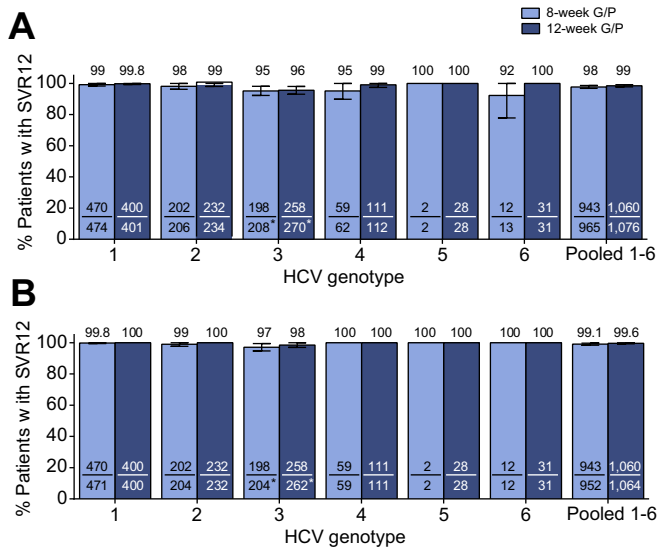 8-week G/P
12-week G/P
A
99 99.8 98 99 95 96 95 99 100 100 92 100 98 99
% Patients with SVR12
100
80
60
40
20
0
470 400 202 232 198 258 59 111 2 28 12 31 943 1,060
474 401 206 234 208* 270* 62 112 2 28 13 31 965 1,076
1 2 3 4 5 6 Pooled 1-6
HCV genotype
B
99.8 100 99 100 97 98 100 100 100 100 100 100 99.1 99.6
% Patients with SVR12
100
80
60
40
20
0
470 400 202 232 198 258 59 111 2 28 12 31 943 1,060
471 400 204 232 204* 262* 59 111 2 28 12 31 952 1,064
1 2 3 4 5 6 Pooled 1-6
HCV genotype